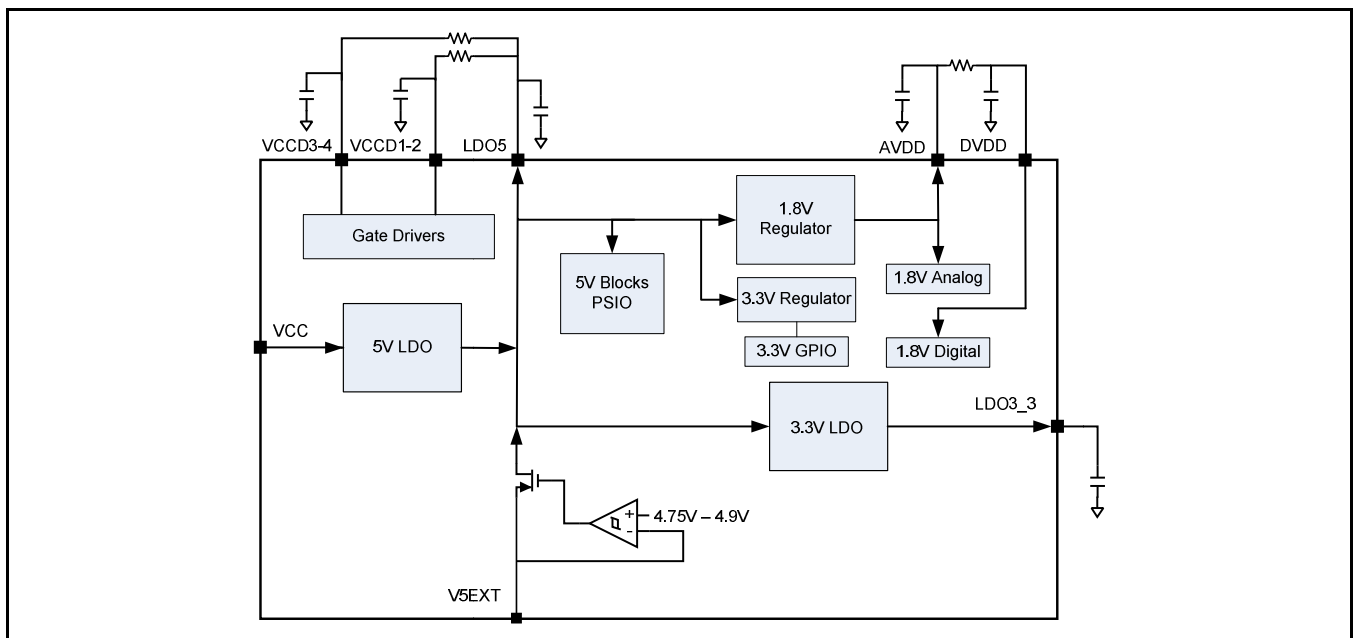 VCCD3-4 VCCD1-2 LDO5 AVDD DVDD
Gate Drivers
1.8V
Regulator
5V Blocks
PSIO
1.8V Analog
3.3V Regulator
VCC
5V LDO
3.3V GPIO
1.8V Digital
LDO3_3
3.3V LDO
+ 4.75V – 4.9V
-
V5EXT